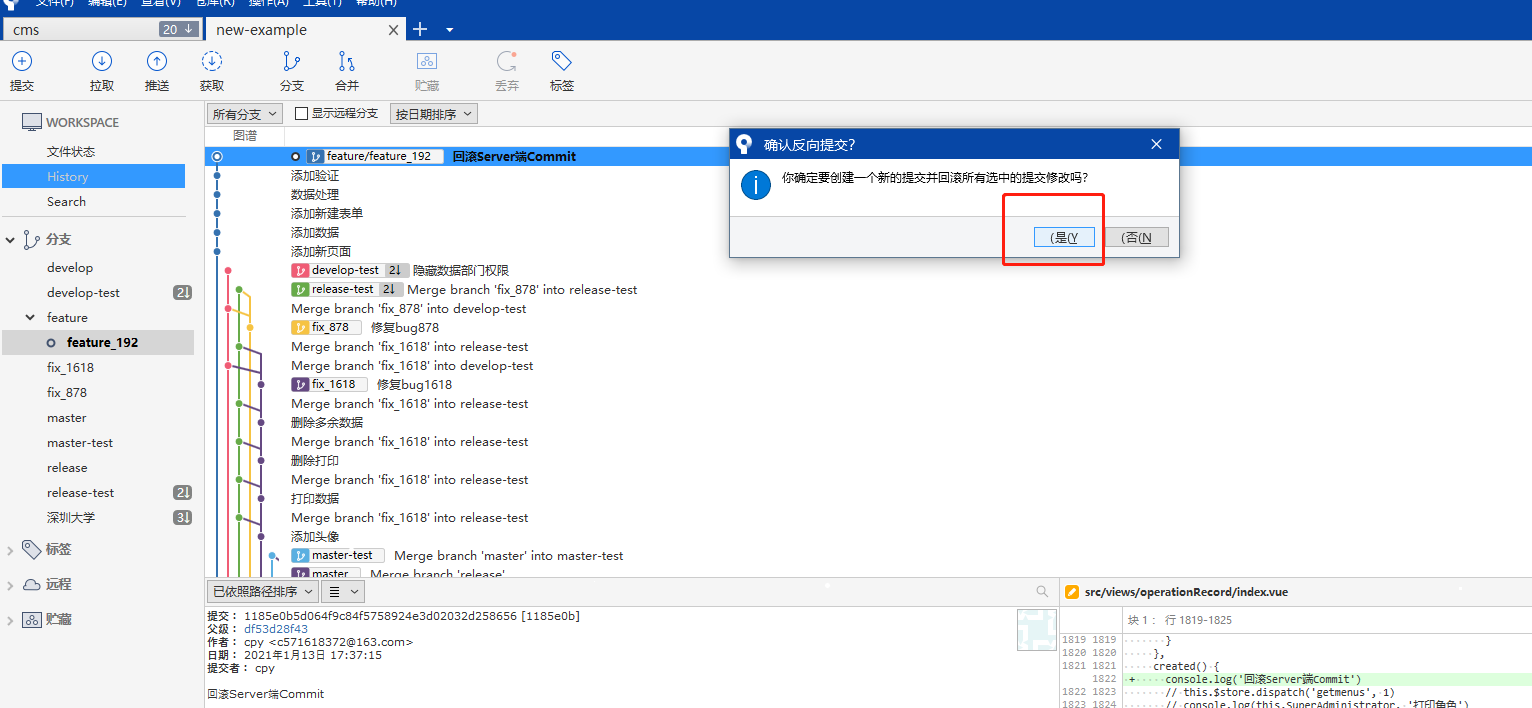 文件(F) 编辑(E) 查看(V) 仓库(R) 操作(A) 工具(T) 帮助(H)
cms 20 new-example
提交 拉取 推送 获取 分支 合并 贮藏 丢弃 标签
WORKSPACE
文件状态
History
Search
分支
develop
develop-test 2
feature
feature_192
fix_1618
fix_878
master
master-test
release
release-test 2
深圳大学 3
标签
远程
贮藏
所有分支 显示远程分支 按日期排序
图谱
feature/feature_192 回滚Server端Commit
添加验证
数据处理
添加新建表单
添加数据
添加新页面
develop-test 2 隐藏数据部门权限
release-test 2 Merge branch 'fix_878' into release-test
Merge branch 'fix_878' into develop-test
fix_878 修复bug878
Merge branch 'fix_1618' into release-test
Merge branch 'fix_1618' into develop-test
fix_1618 修复bug1618
Merge branch 'fix_1618' into release-test
删除多余数据
Merge branch 'fix_1618' into release-test
删除打印
Merge branch 'fix_1618' into release-test
打印数据
Merge branch 'fix_1618' into release-test
添加头像
master-test Merge branch 'master' into master-test
master Merge branch 'release'
确认反向提交?
你确定要创建一个新的提交并回滚所有选中的提交修改吗?
(是(Y (否(N
已依照路径排序
提交： 1185e0b5d064f9c84f5758924e3d02032d258656 [1185e0b]
父级： df53d28f43
作者： cpy <c571618372@163.com>
日期： 2021年1月13日 17:37:15
提交者： cpy
回滚Server端Commit
src/views/operationRecord/index.vue
块 1： 行 1819-1825
1819 1819 }
1820 1820 },
1821 1821 created() {
1822 + console.log('回滚Server端Commit')
1822 1823 // this.$store.dispatch('getmenus', 1)
1823 1824 // console.log(this.SuperAdministrator, '打印角色')